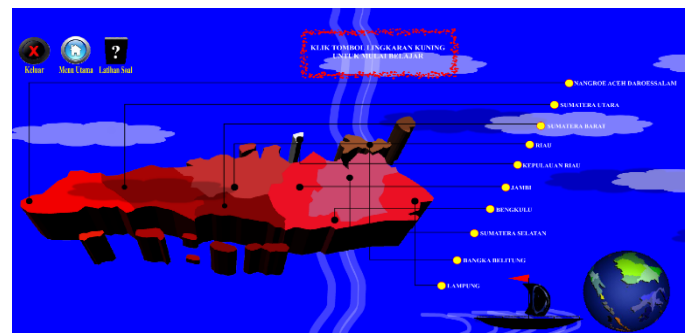 KLIK TOMBOL LINGKARAN KUNING
UNTUK MULAI BELAJAR
X
?
Keluar
Menu Utama
Latihan Soal
NANGROE ACEH DAROESSALAM
SUMATERA UTARA
SUMATERA BARAT
RIAU
KEPULAUAN RIAU
JAMBI
BENGKULU
SUMATERA SELATAN
BANGKA BELITUNG
LAMPUNG